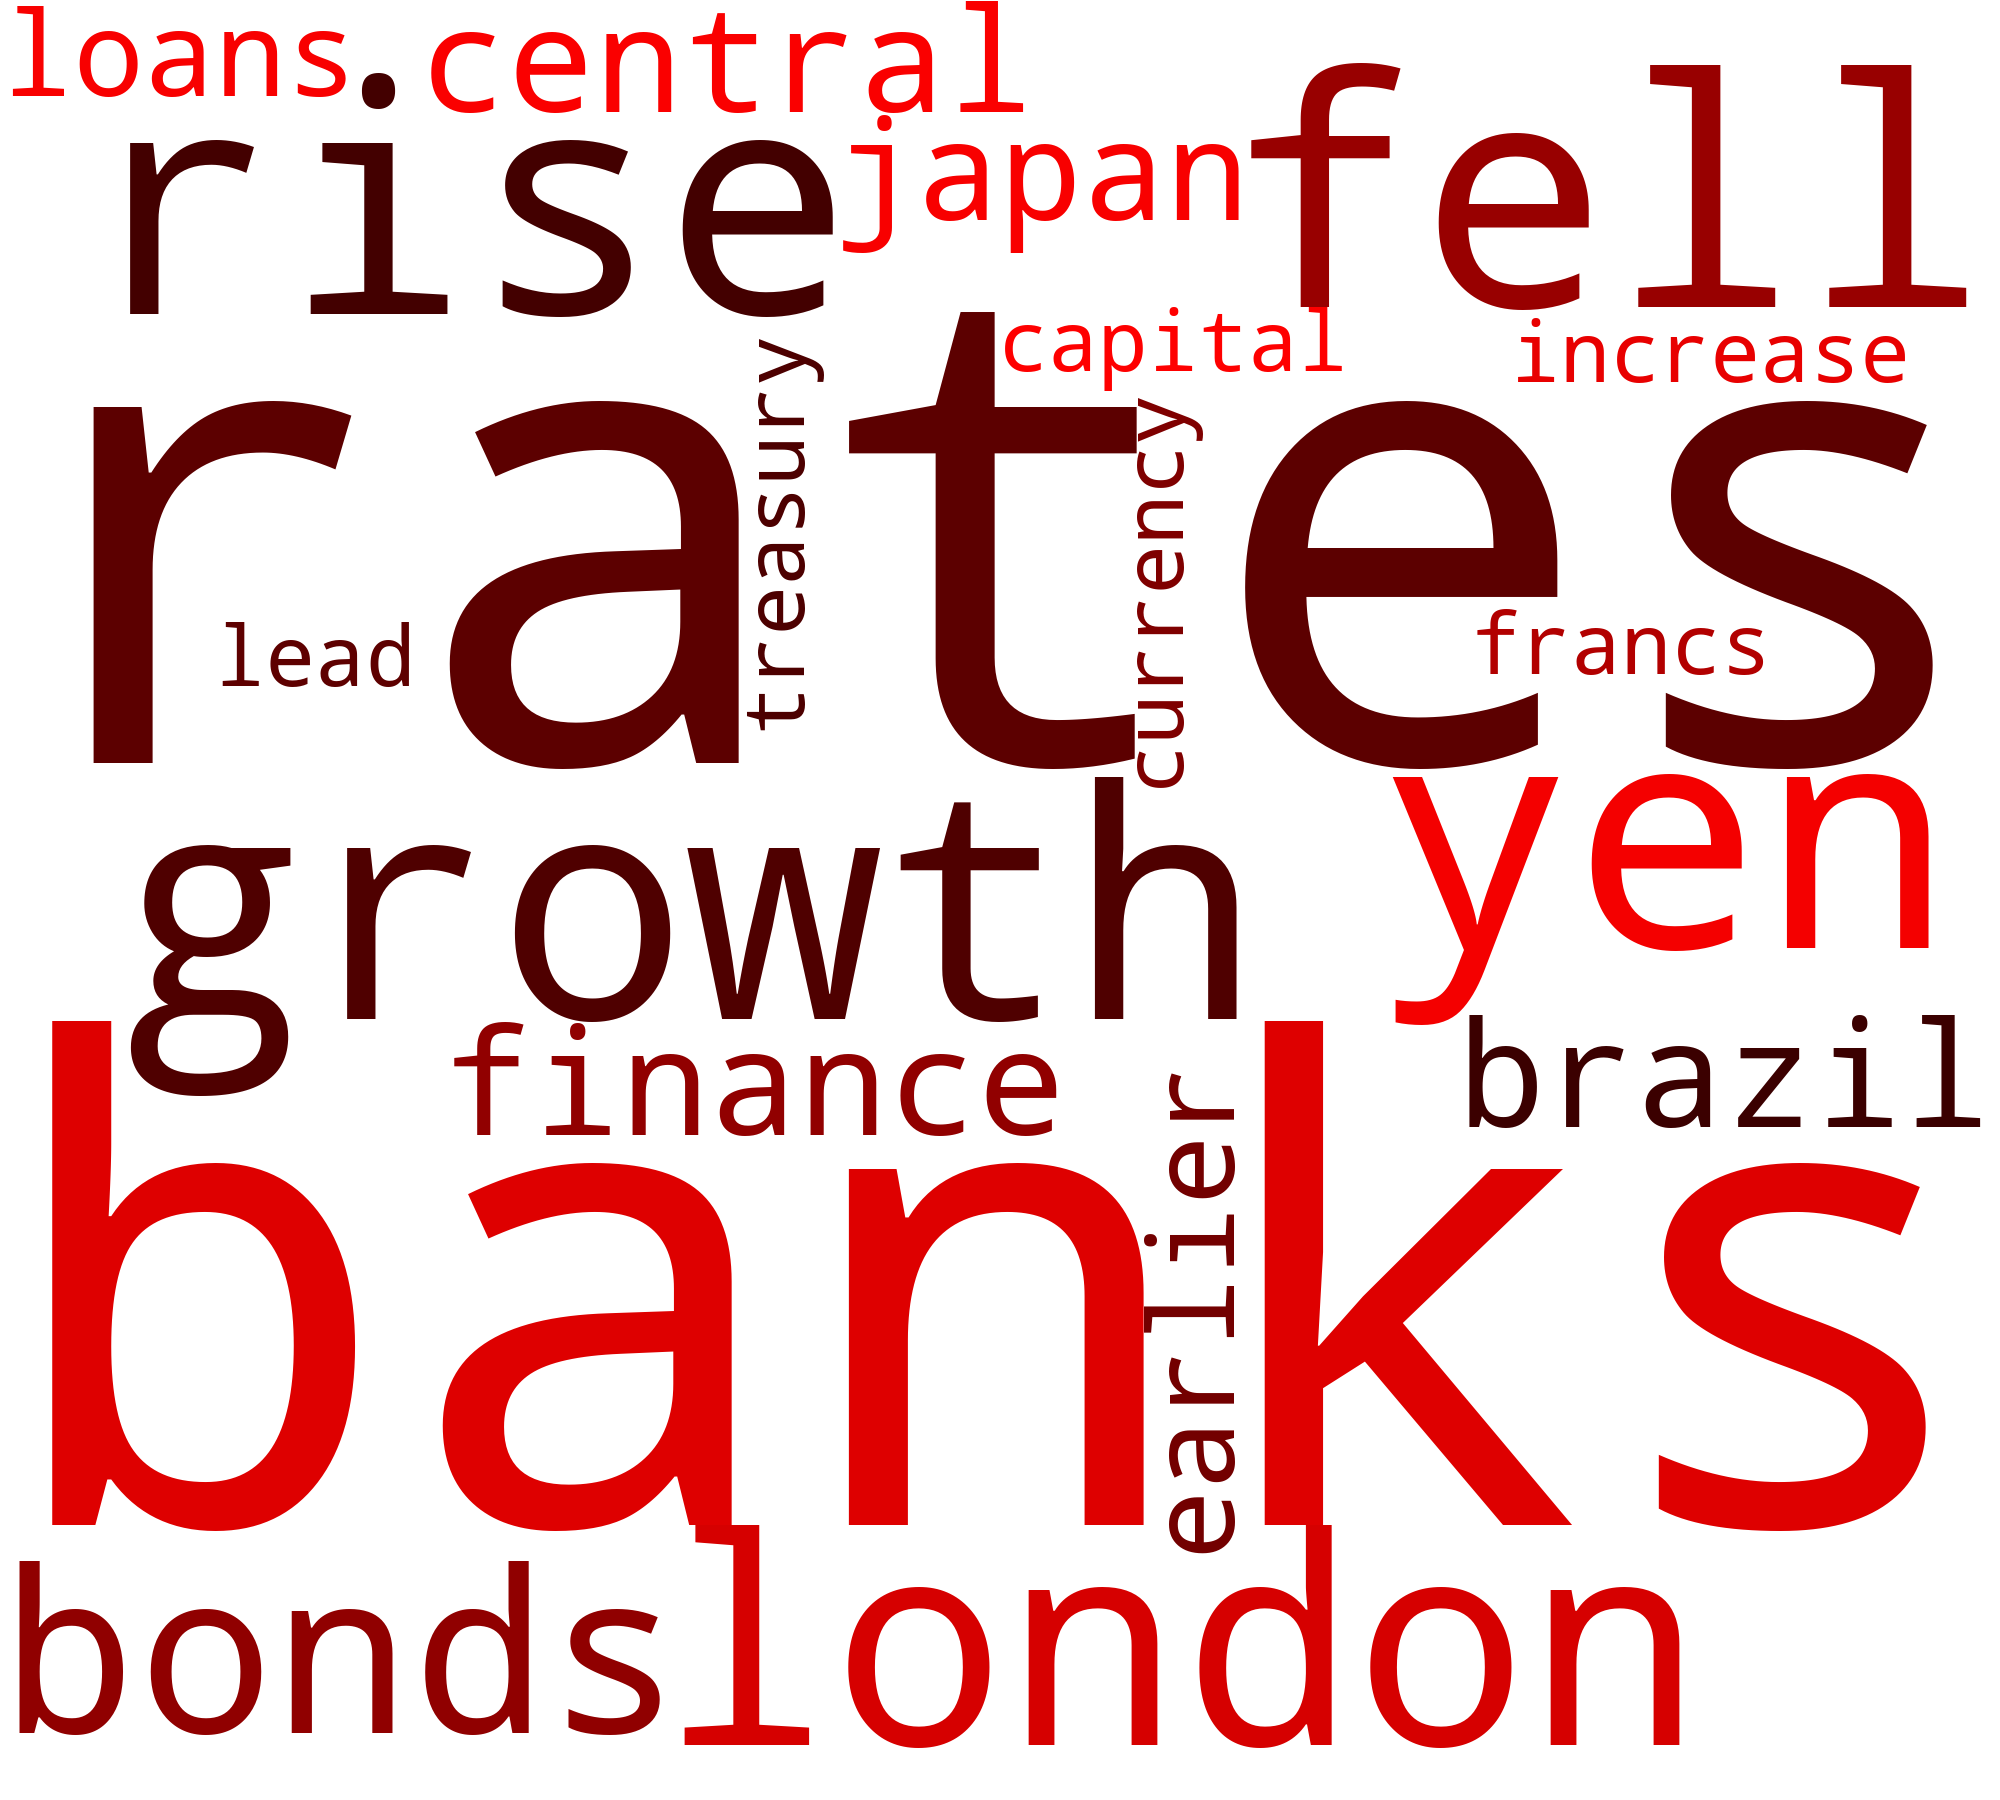 loans central
rise japan fell
capital increase
rates
treasury
currency
lead
francs
growth yen
finance brazil
banks
earlier
bonds london